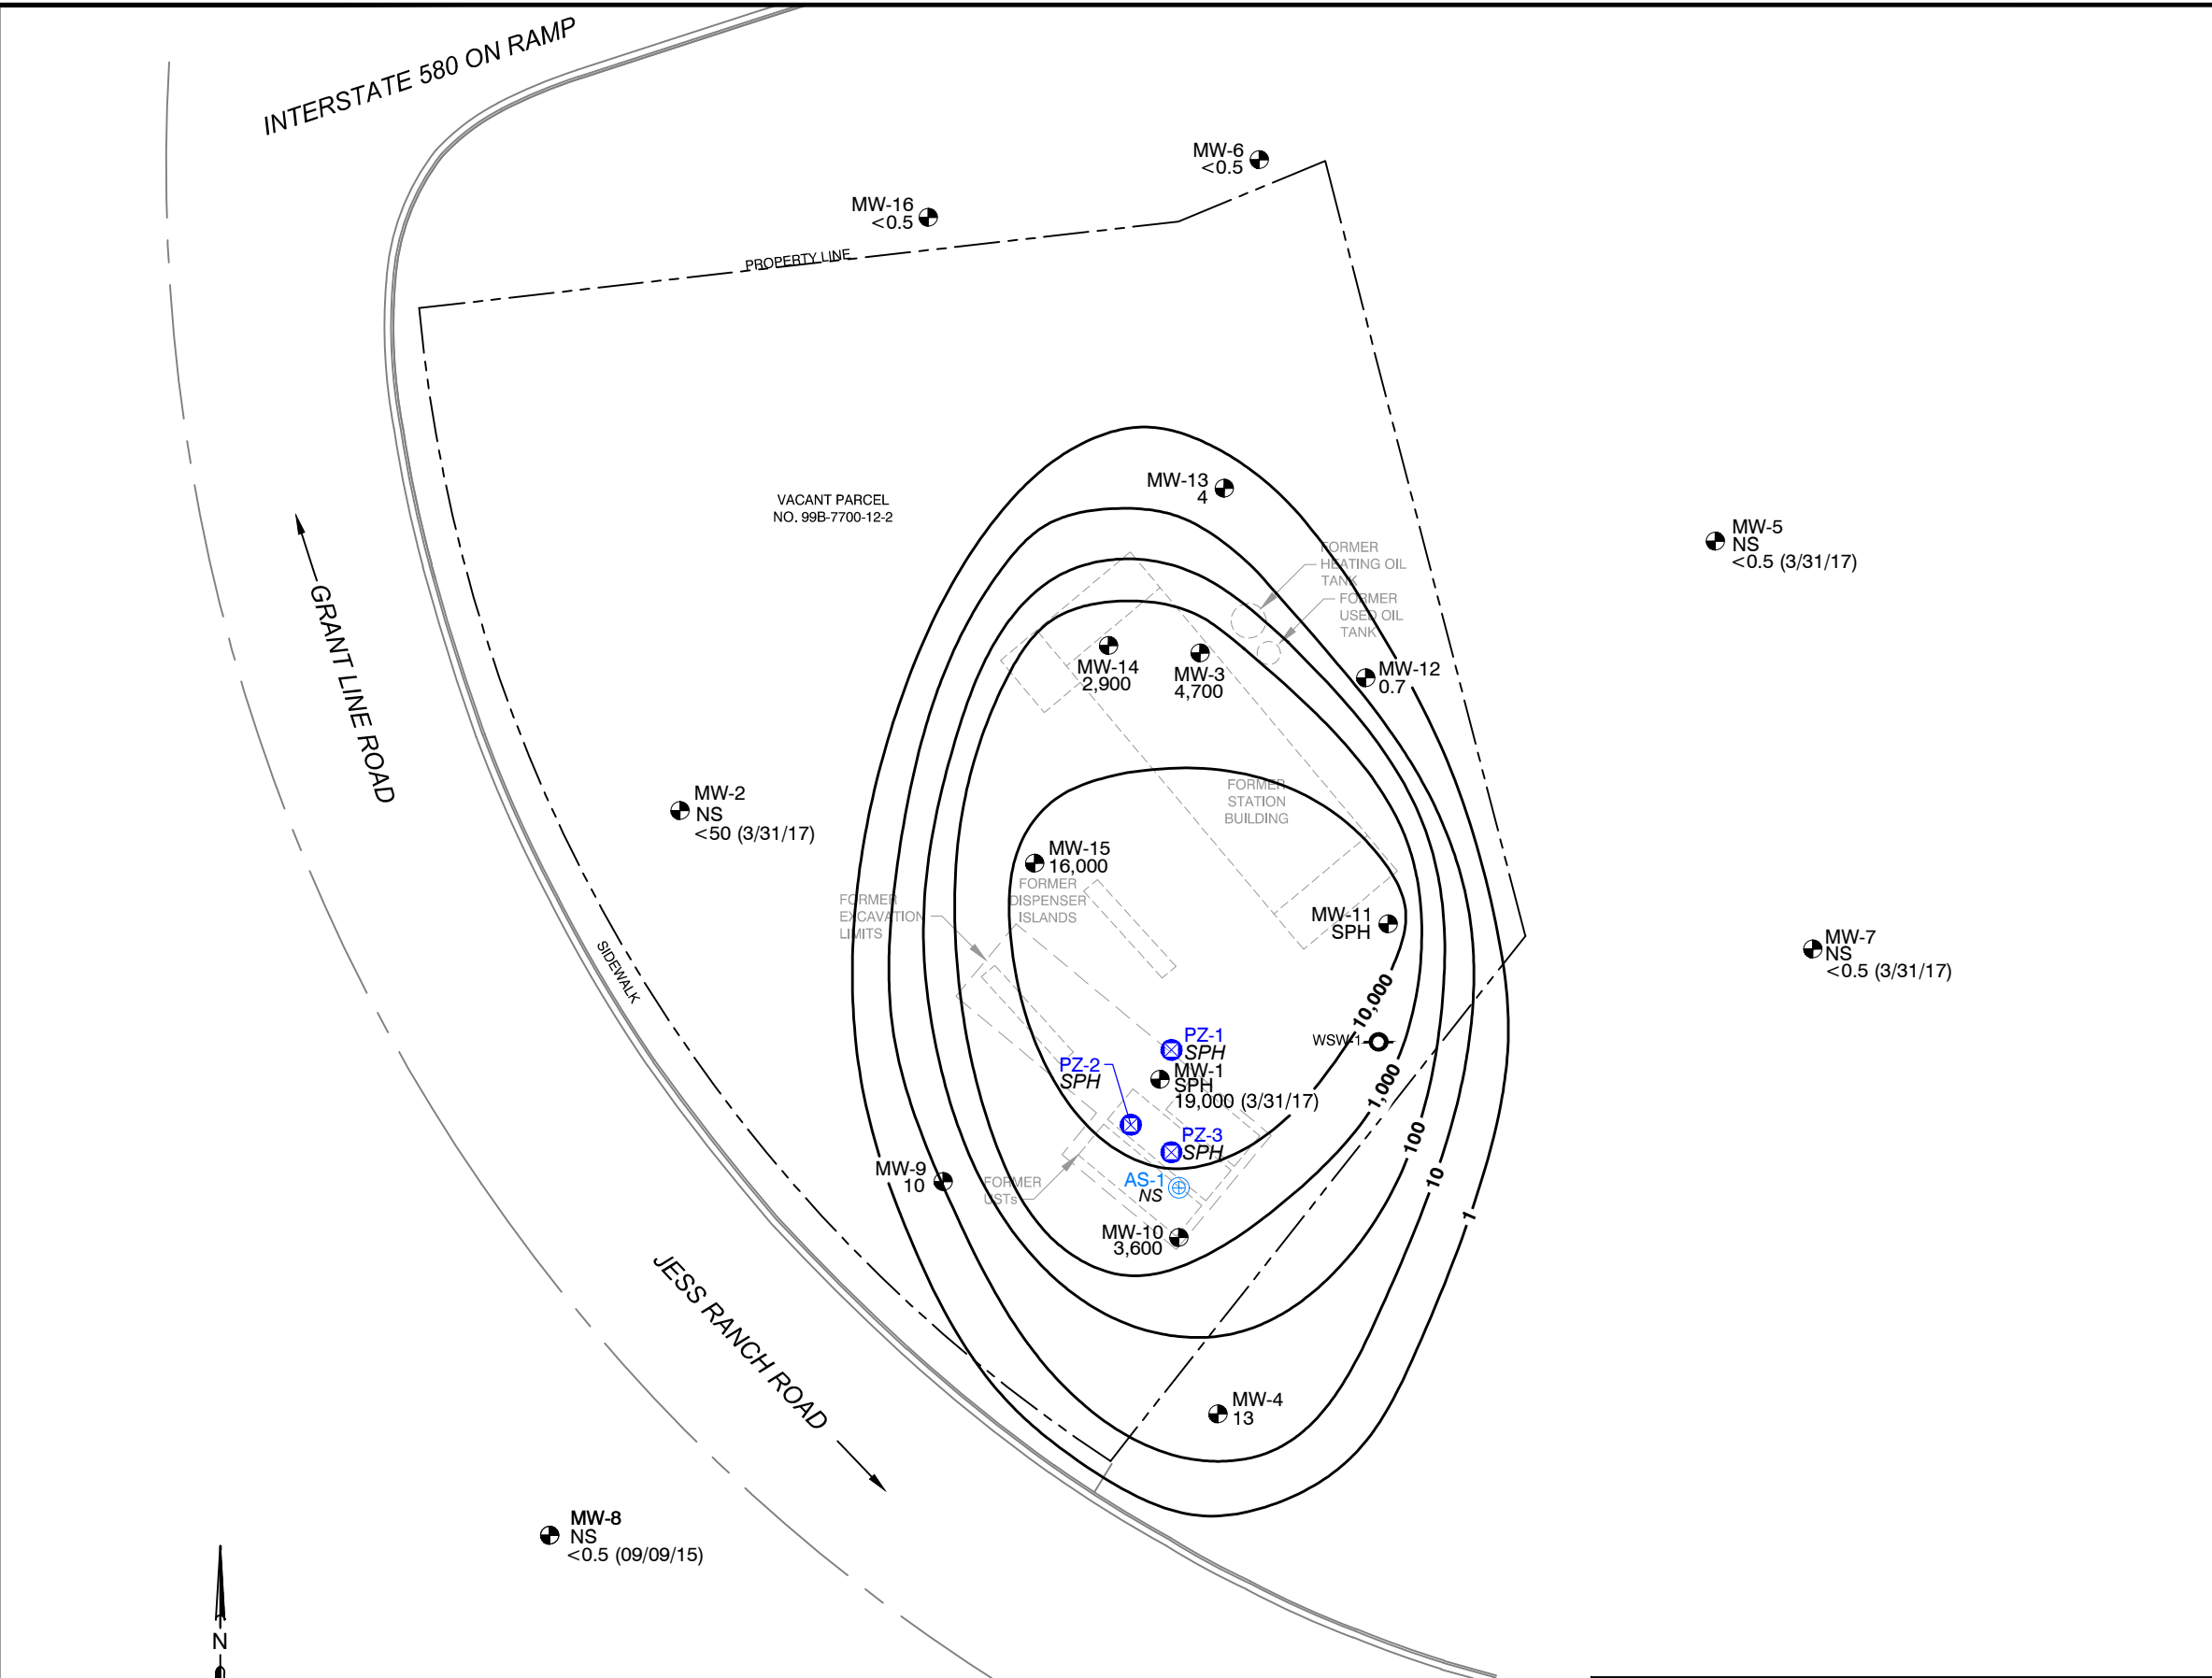 INTERSTATE 580 ON RAMP
MW-6
<0.5
MW-16
<0.5
PROPERTY LINE
MW-13
4
VACANT PARCEL
NO. 99B-7700-12-2
MW-5
NS
<0.5 (3/31/17)
FORMER
HEATING OIL
TANK
FORMER
USED OIL
TANK
GRANT LINE ROAD
MW-14
2,900
MW-3
4,700
MW-12
0.7
MW-2
NS
<50 (3/31/17)
FORMER
STATION
BUILDING
MW-15
16,000
FORMER
DISPENSER
ISLANDS
FORMER
EXCAVATION
LIMITS
MW-11
SPH
MW-7
NS
<0.5 (3/31/17)
SIDEWALK
10,000
WSW-1
PZ-1
SPH
PZ-2
SPH
MW-1
SPH
19,000 (3/31/17)
1,000
PZ-3
SPH
100
MW-9
10
FORMER
USTs
AS-1
NS
10
1
MW-10
3,600
JESS RANCH ROAD
MW-4
13
MW-8
NS
<0.5 (09/09/15)
N